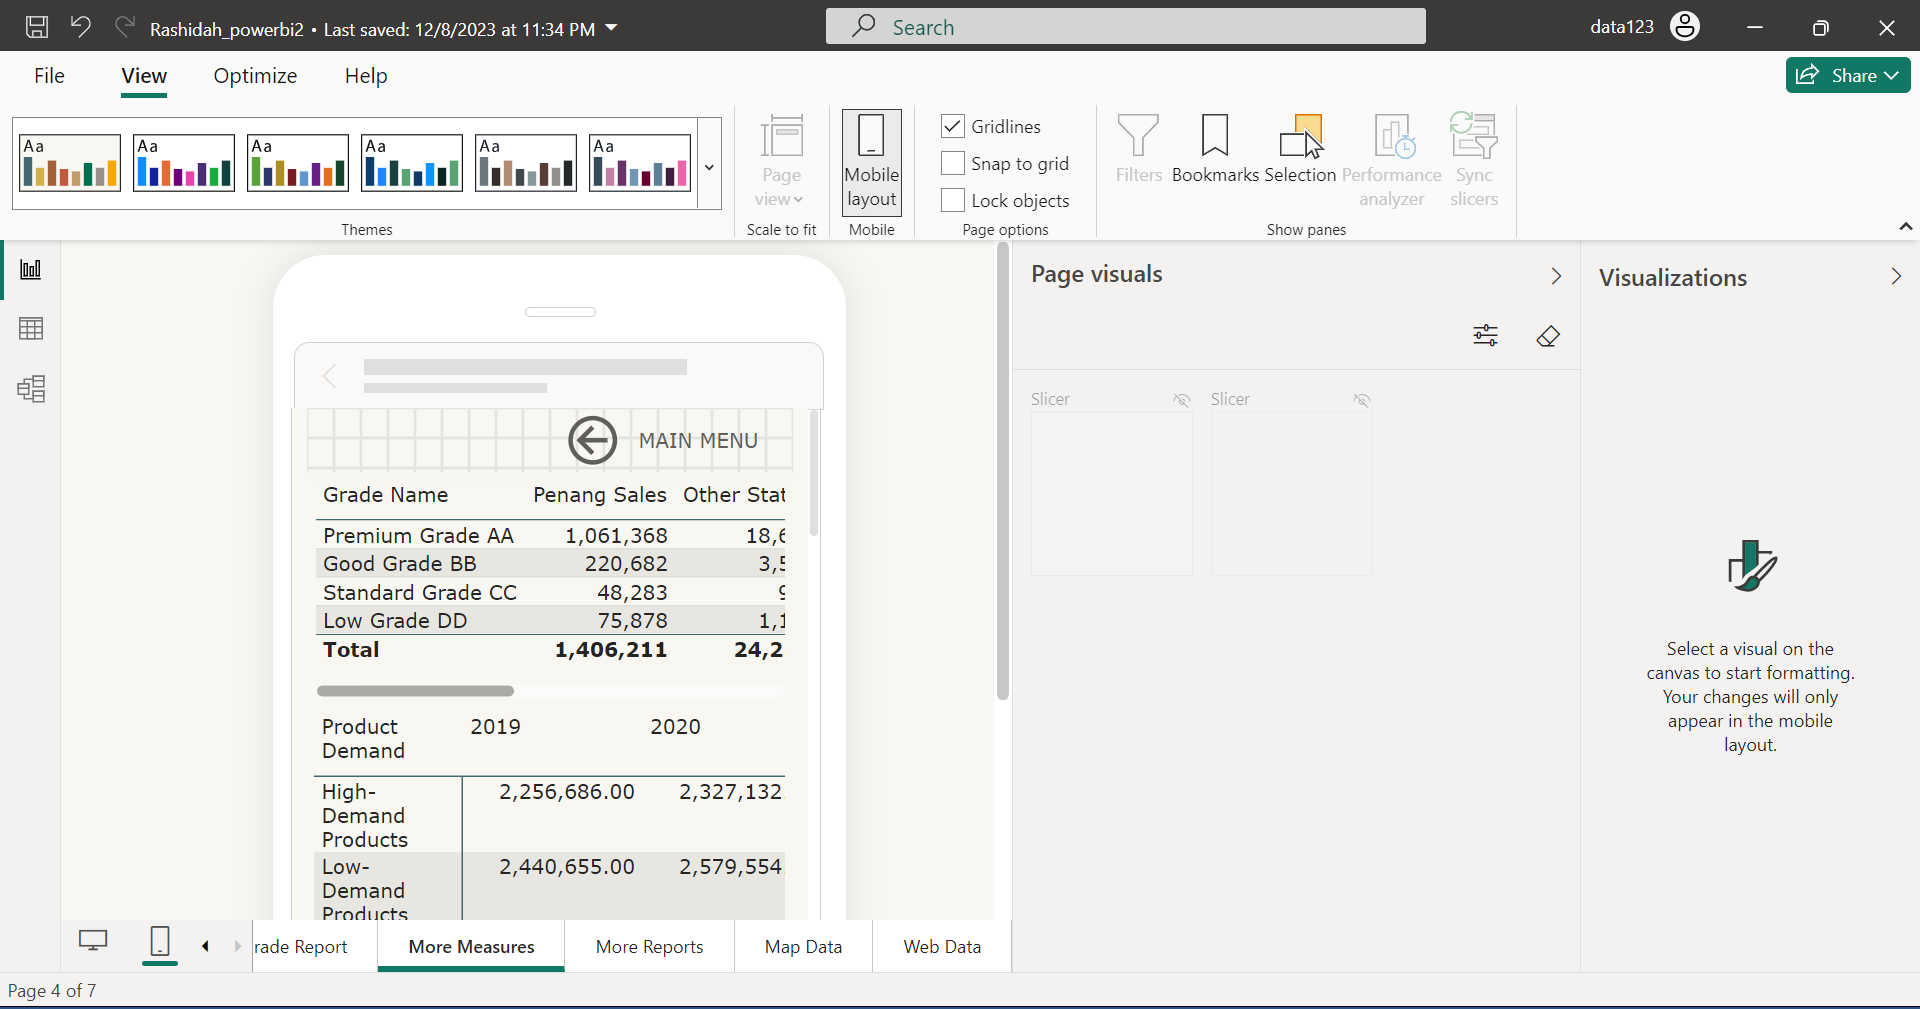 Rashidah_powerbi2 • Last saved: 12/8/2023 at 11:34 PM
Search
data123
File View Optimize Help
Share
Aa Aa Aa Aa Aa Aa
Themes
Page view
Scale to fit
Mobile layout
Mobile
Gridlines
Snap to grid
Lock objects
Page options
Filters
Bookmarks
Selection
Performance analyzer
Sync slicers
Show panes
MAIN MENU
Grade Name Penang Sales Other Stat
Premium Grade AA 1,061,368 18,6
Good Grade BB 220,682 3,5
Standard Grade CC 48,283 9
Low Grade DD 75,878 1,1
Total 1,406,211 24,2
Product Demand 2019 2020
High-Demand Products 2,256,686.00 2,327,132.
Low-Demand Products 2,440,655.00 2,579,554.
Page visuals
Slicer Slicer
Visualizations
Select a visual on the
canvas to start formatting.
Your changes will only
appear in the mobile
layout.
rade Report More Measures More Reports Map Data Web Data
Page 4 of 7